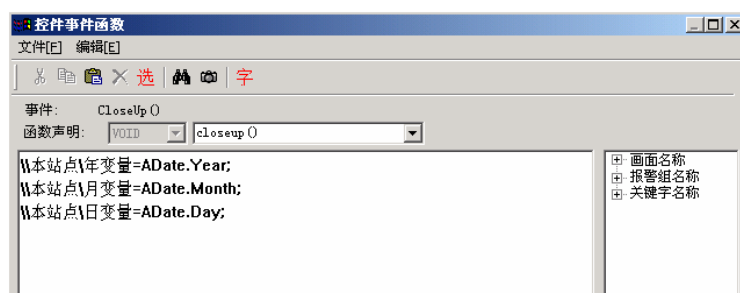 控件事件函数
文件[F] 编辑[E]
选 字
事件: CloseUp()
函数声明: VOID closeup()
\\本站点\年变量=ADate.Year;
\\本站点\月变量=ADate.Month;
\\本站点\日变量=ADate.Day;
画面名称
报警组名称
关键字名称